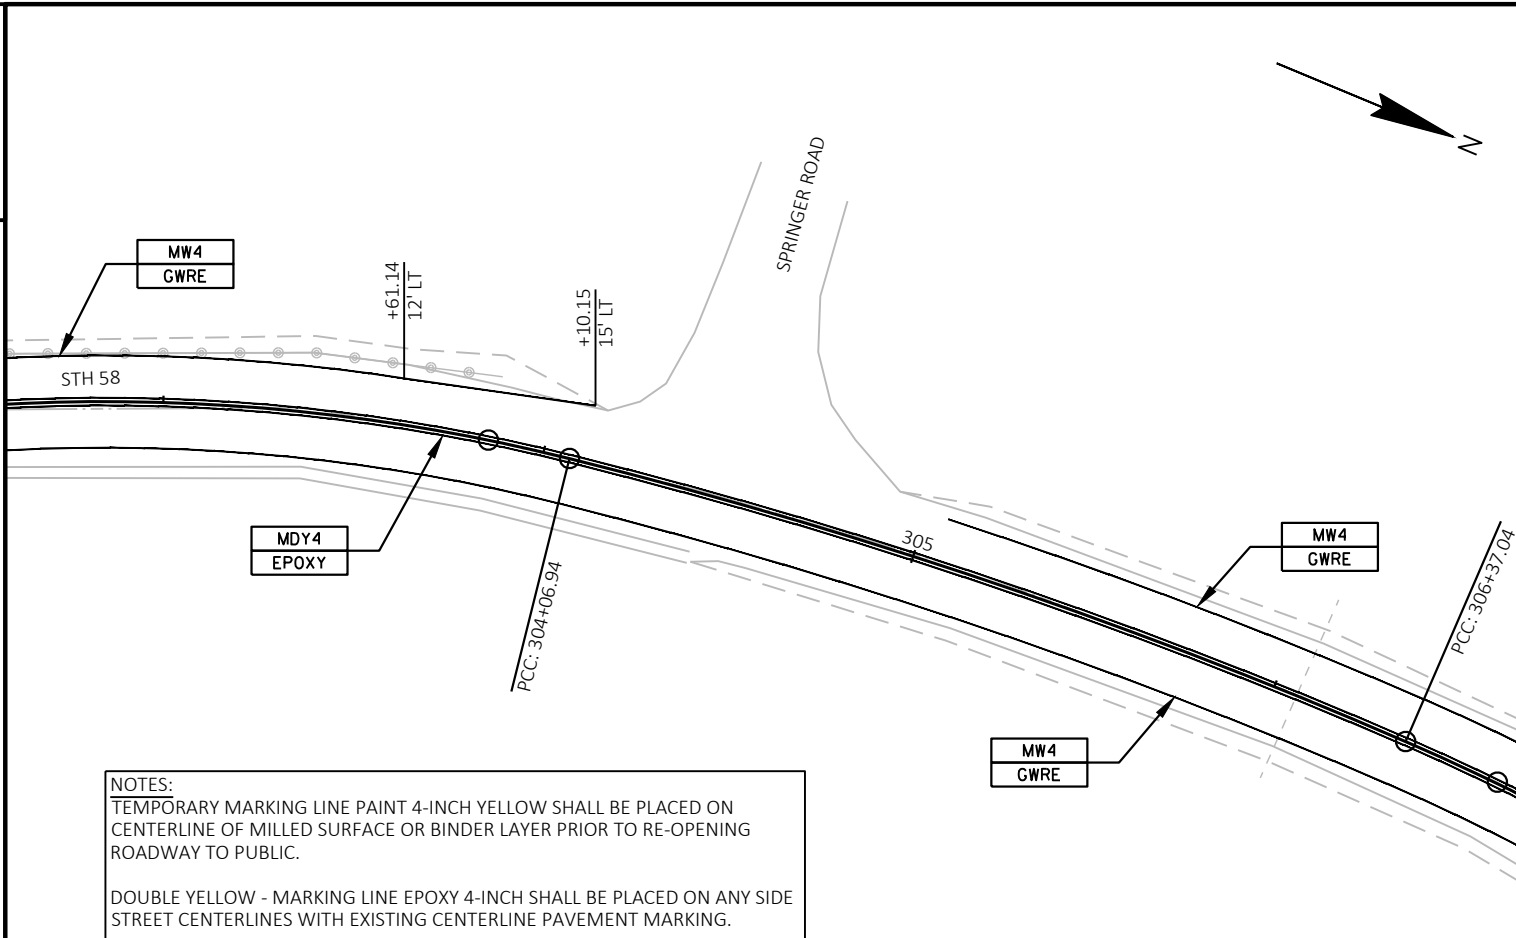 N
SPRINGER ROAD
MW4
GWRE
+61.14
12' LT
+10.15
15' LT
STH 58
MDY4
EPOXY
PCC: 304+06.94
305
MW4
GWRE
PCC: 306+37.04
MW4
GWRE
NOTES:
TEMPORARY MARKING LINE PAINT 4-INCH YELLOW SHALL BE PLACED ON
CENTERLINE OF MILLED SURFACE OR BINDER LAYER PRIOR TO RE-OPENING
ROADWAY TO PUBLIC.
DOUBLE YELLOW - MARKING LINE EPOXY 4-INCH SHALL BE PLACED ON ANY SIDE
STREET CENTERLINES WITH EXISTING CENTERLINE PAVEMENT MARKING.